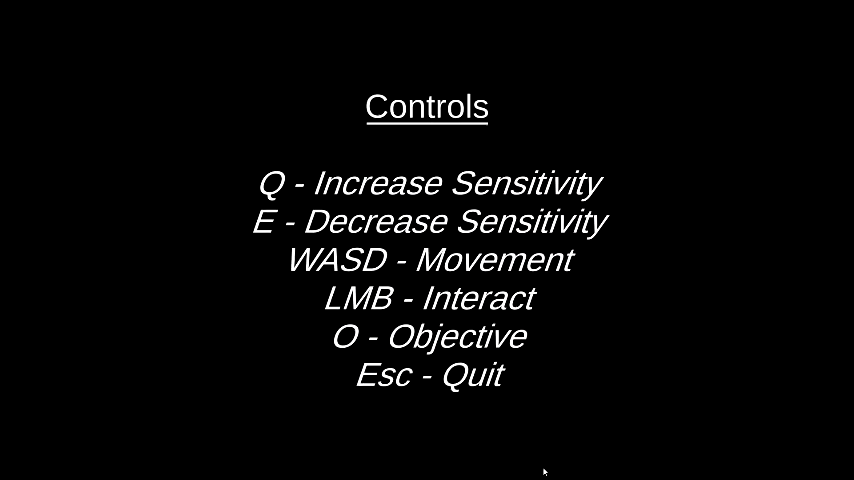 Controls
Q - Increase Sensitivity
E - Decrease Sensitivity
WASD - Movement
LMB - Interact
O - Objective
Esc - Quit